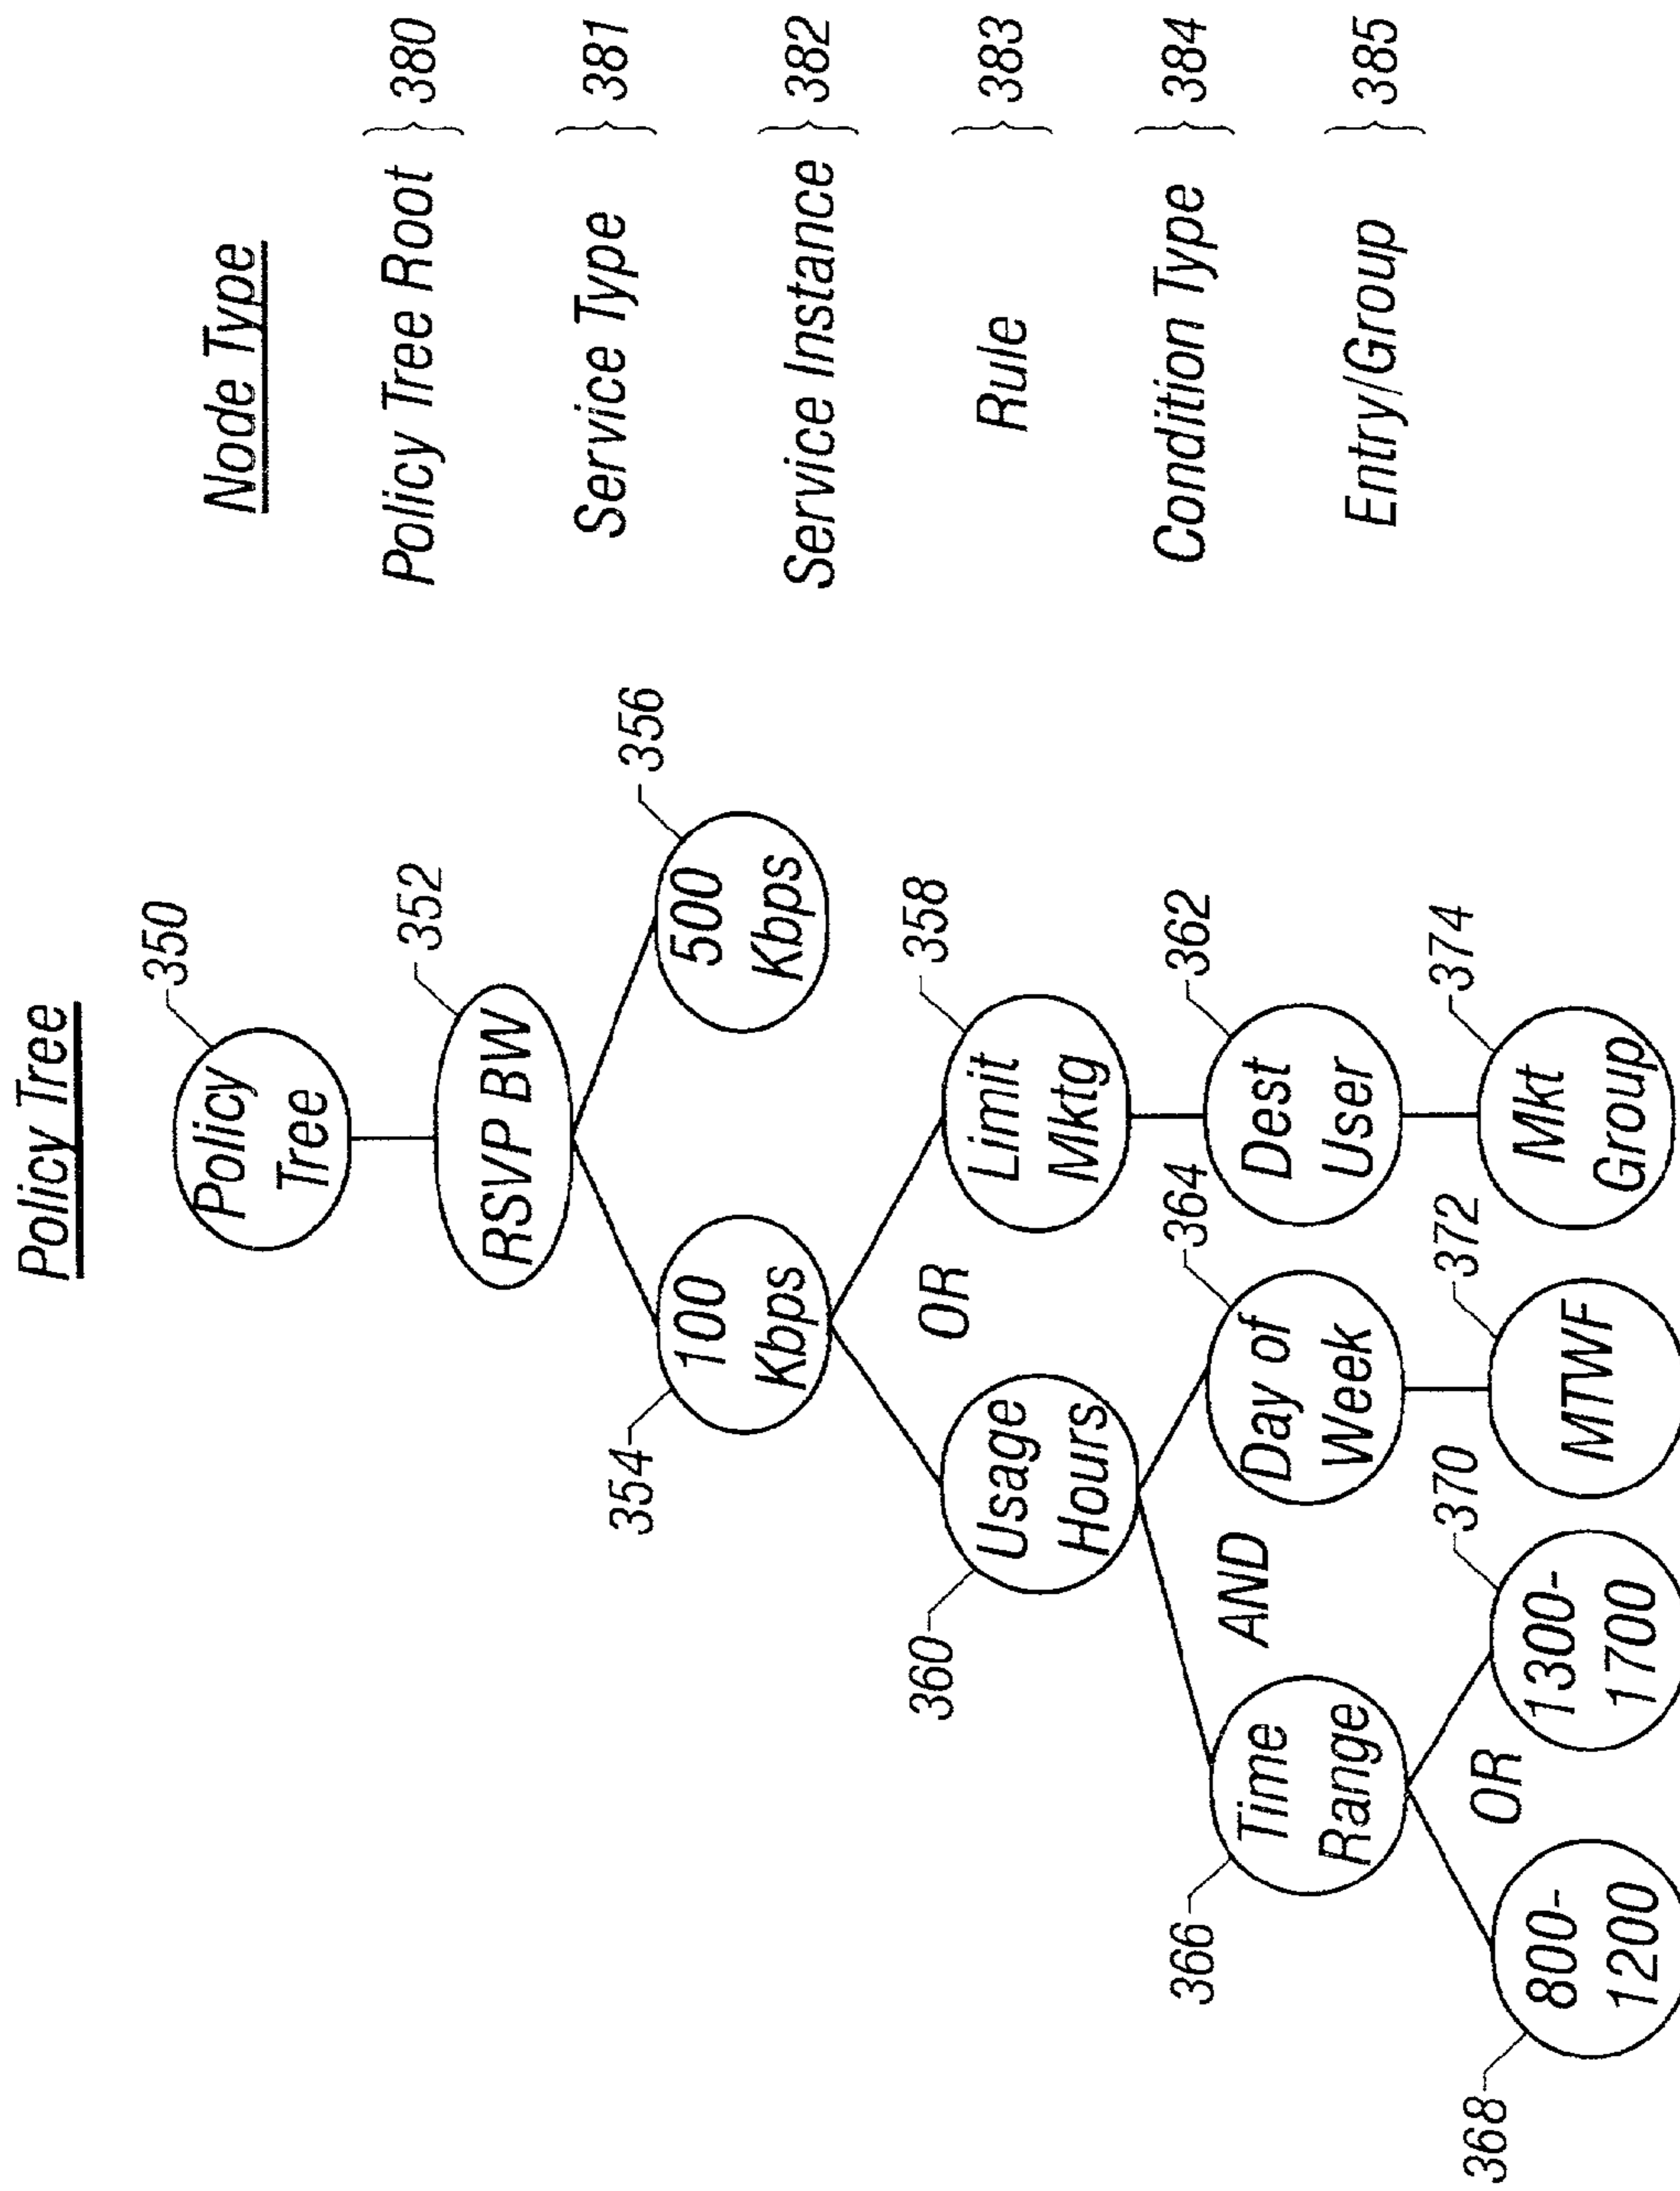 Policy Tree
Node Type
350
Policy
Tree
Policy Tree Root } 380
352
RSVP BW
Service Type } 381
354
100
Kbps
356
500
Kbps
Service Instance } 382
OR
360
Usage
Hours
358
Limit
Mktg
Rule } 383
AND
366
Time
Range
364
Day of
Week
362
Dest
User
Condition Type } 384
OR
368
800-
1200
370
1300-
1700
372
MTWF
374
Mkt
Group
Entry/Group } 385